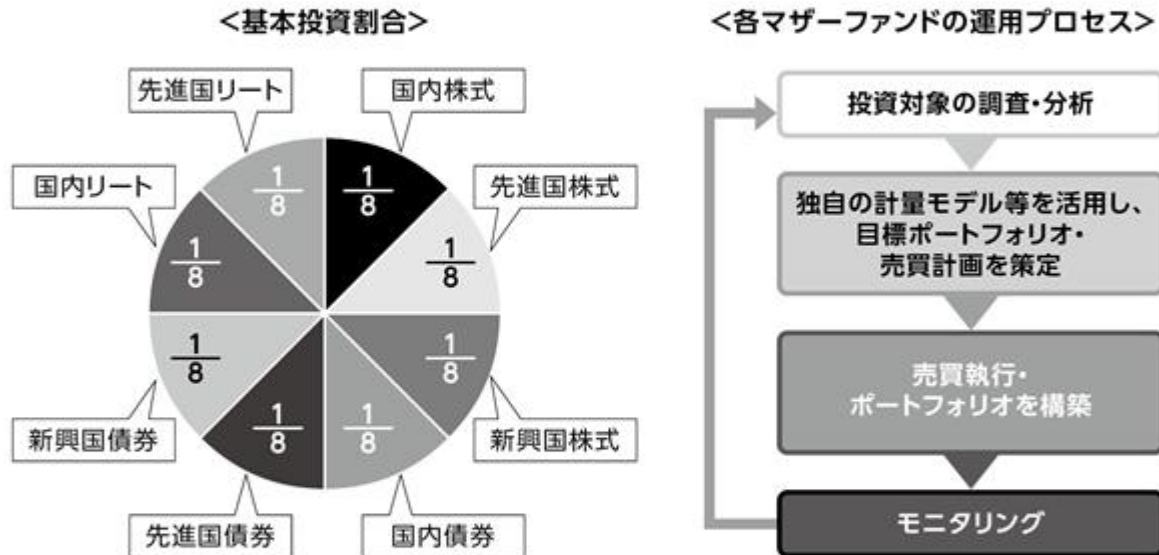 <基本投資割合>
先進国リート
国内株式
国内リート
先進国株式
1/8
1/8
1/8
1/8
1/8
1/8
1/8
1/8
新興国債券
新興国株式
先進国債券
国内債券
<各マザーファンドの運用プロセス>
投資対象の調査・分析
独自の計量モデル等を活用し、
目標ポートフォリオ・
売買計画を策定
売買執行・
ポートフォリオを構築
モニタリング